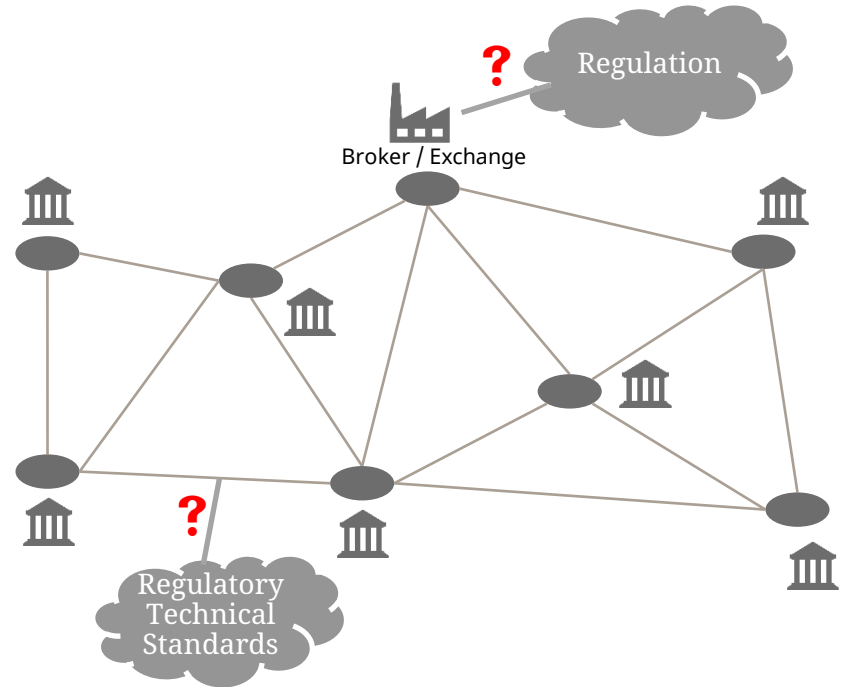 ?
Regulation
Broker / Exchange
?
Regulatory
Technical
Standards